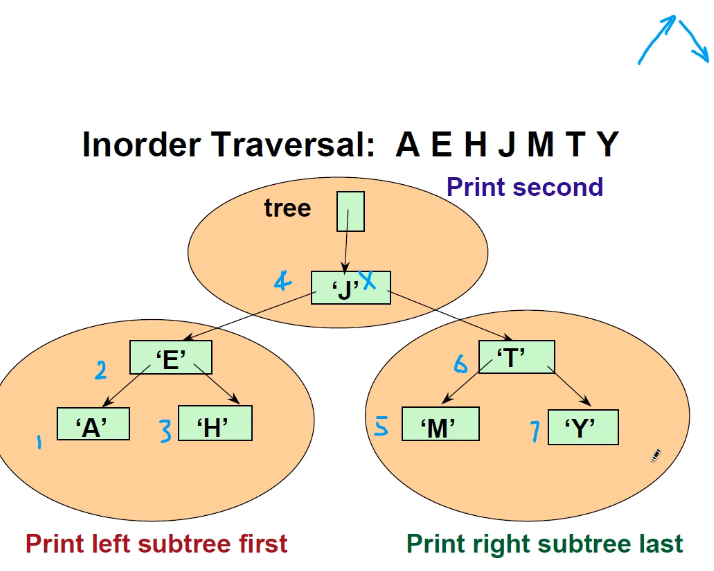 Inorder Traversal: A E H J M T Y
Print second
tree
4 ‘J’ X
2 ‘E’
6 ‘T’
1 ‘A’
3 ‘H’
5 ‘M’
7 ‘Y’
Print left subtree first
Print right subtree last